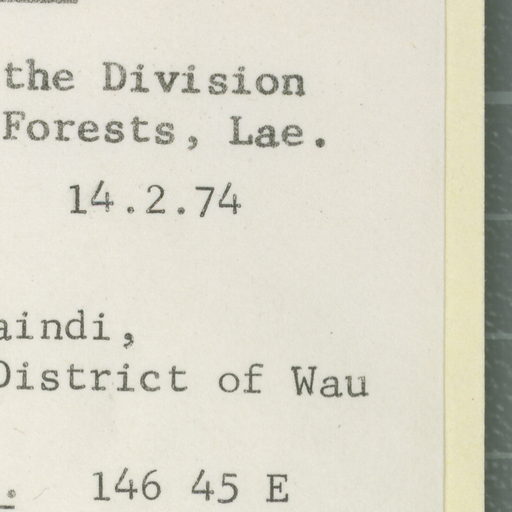 the Division
Forests, Lae.
14.2.74
aindi,
District of Wau
. 146 45 E